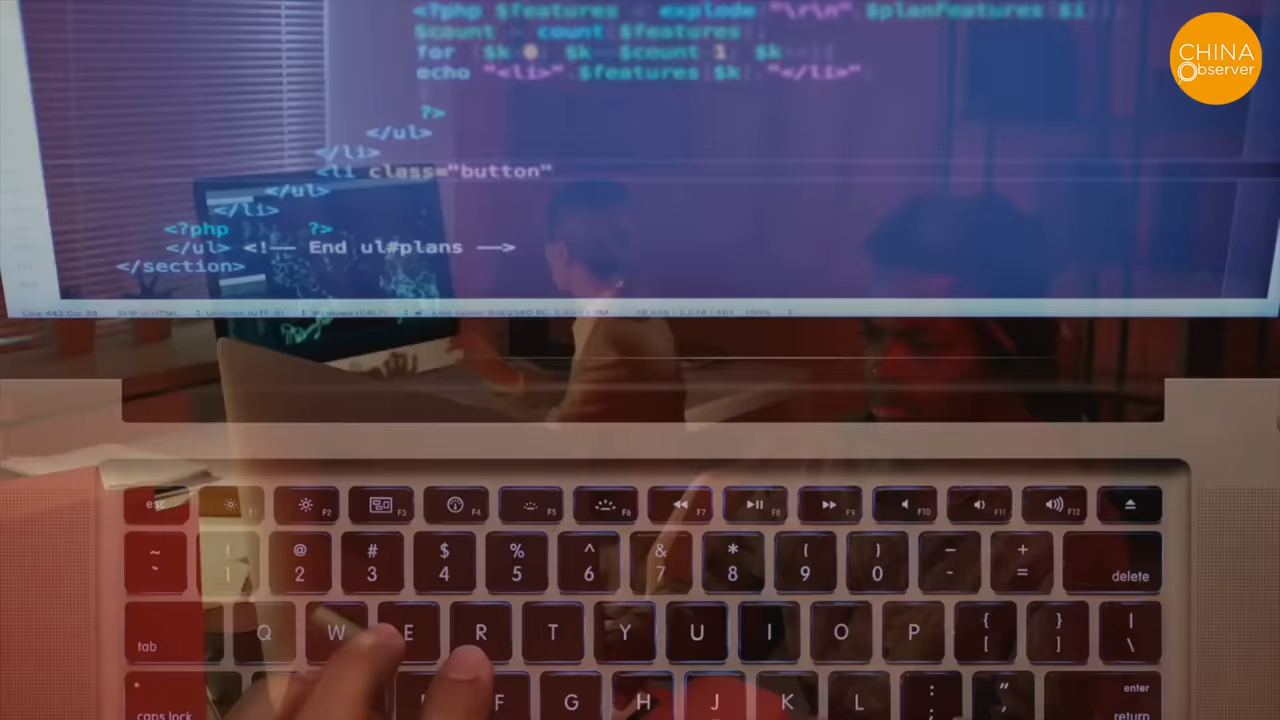 CHINA
Observer
<?php $features = explode "\r\n" $planFeatures $i
$count = count $features
for $k 0 $k $count 1 $k
echo "<li>" $features $k "</li>"
?>
</ul>
</li>
<li class="button"
</ul>
</li>
<?php ?>
</ul> <!-- End ul#plans -->
</section>
esc F1 F2 F3 F4 F5 F6 F7 F8 F9 F10 F11 F12
~ ! @ # $ % ^ & * ( ) _ +
` 1 2 3 4 5 6 7 8 9 0 - = delete
tab Q W E R T Y U I O P { [ } ] | \
caps lock F G H J K L : ; " enter return